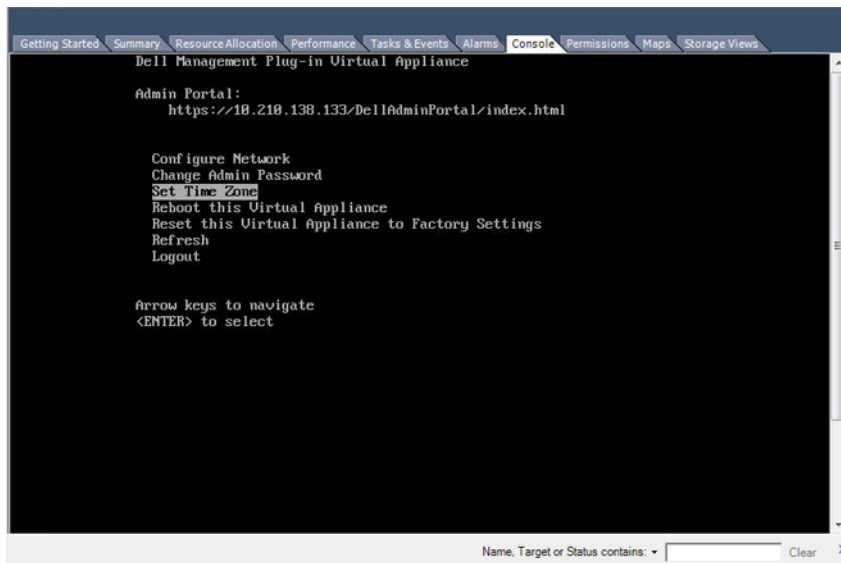 Getting Started Summary Resource Allocation Performance Tasks & Events Alarms Console Permissions Maps Storage Views
Dell Management Plug-in Virtual Appliance
Admin Portal:
https://10.210.138.133/DellAdminPortal/index.html
Configure Network
Change Admin Password
Set Time Zone
Reboot this Virtual Appliance
Reset this Virtual Appliance to Factory Settings
Refresh
Logout
Arrow keys to navigate
<ENTER> to select
Name, Target or Status contains: Clear